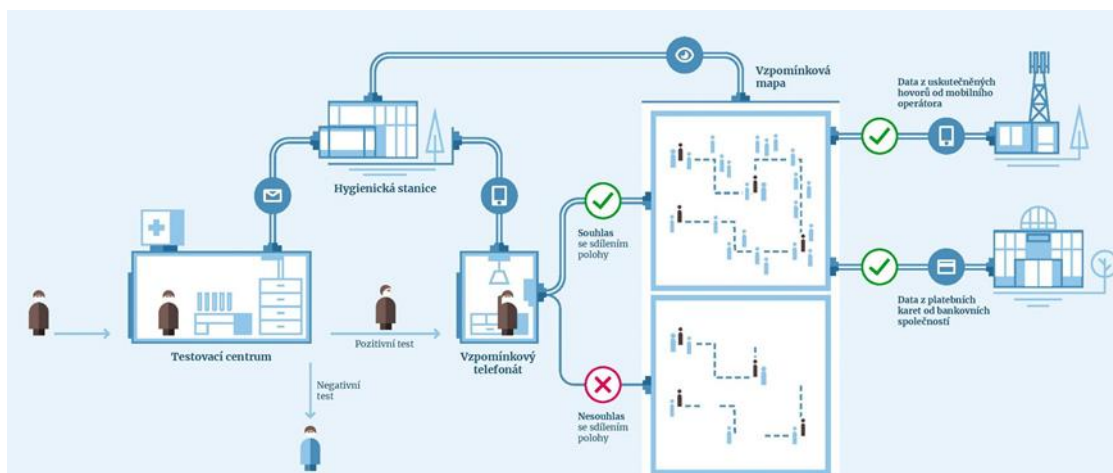 Vzpomínková
mapa
Data z uskutečněných
hovorů od mobilního
operátora
Hygienická stanice
Souhlas
se sdílením
polohy
Data z platebních
karet od bankovních
společností
Pozitivní test
Testovací centrum
Vzpomínkový
telefonát
Negativní
test
Nesouhlas
se sdílením
polohy